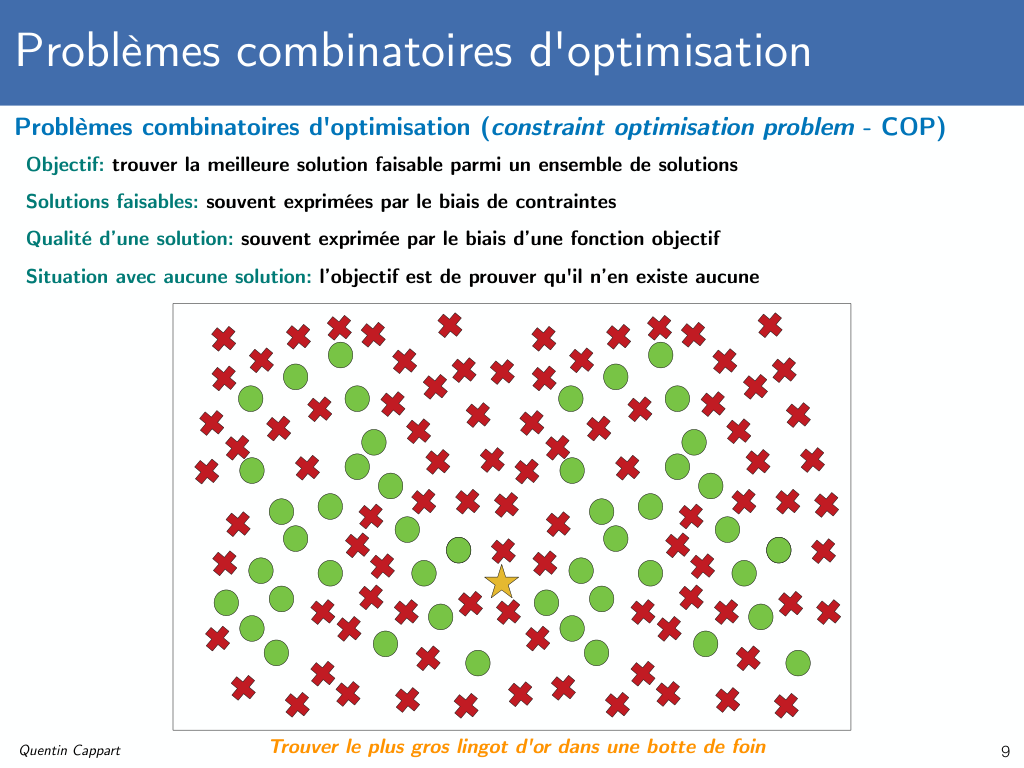 Problèmes combinatoires d'optimisation
Problèmes combinatoires d'optimisation (constraint optimisation problem - COP)
Objectif: trouver la meilleure solution faisable parmi un ensemble de solutions
Solutions faisables: souvent exprimées par le biais de contraintes
Qualité d’une solution: souvent exprimée par le biais d’une fonction objectif
Situation avec aucune solution: l’objectif est de prouver qu'il n’en existe aucune
Trouver le plus gros lingot d'or dans une botte de foin
Quentin Cappart
9